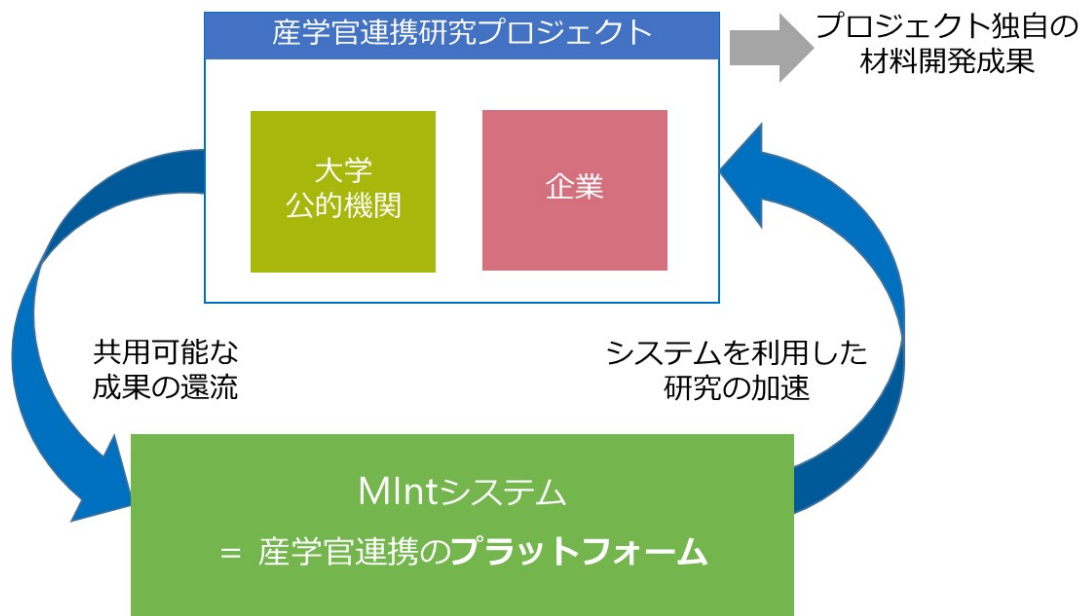 産学官連携研究プロジェクト
プロジェクト独自の
材料開発成果
大学
公的機関
企業
共用可能な
成果の還流
システムを利用した
研究の加速
MIntシステム
= 産学官連携のプラットフォーム